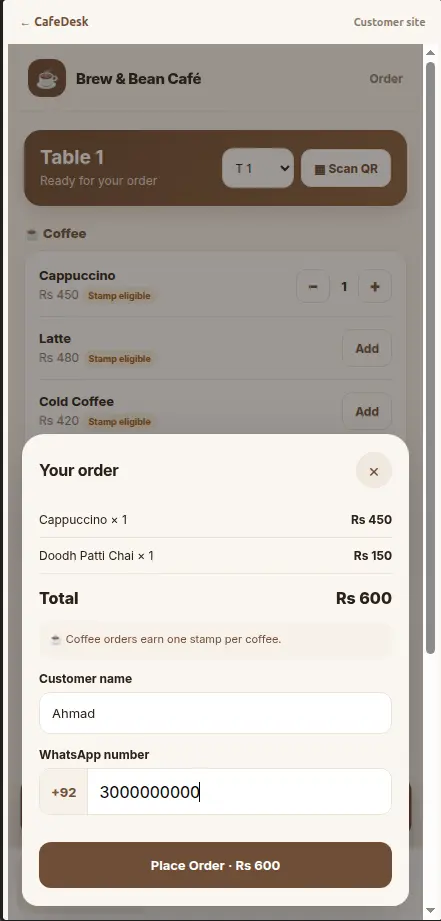 ← CafeDesk
Customer site
Brew & Bean Café
Order
Table 1
Ready for your order
T 1
Scan QR
Coffee
Cappuccino
Rs 450 Stamp eligible
− 1 +
Latte
Rs 480 Stamp eligible
Add
Cold Coffee
Rs 420 Stamp eligible
Add
Your order
×
Cappuccino × 1 Rs 450
Doodh Patti Chai × 1 Rs 150
Total Rs 600
Coffee orders earn one stamp per coffee.
Customer name
Ahmad
WhatsApp number
+92 3000000000
Place Order · Rs 600